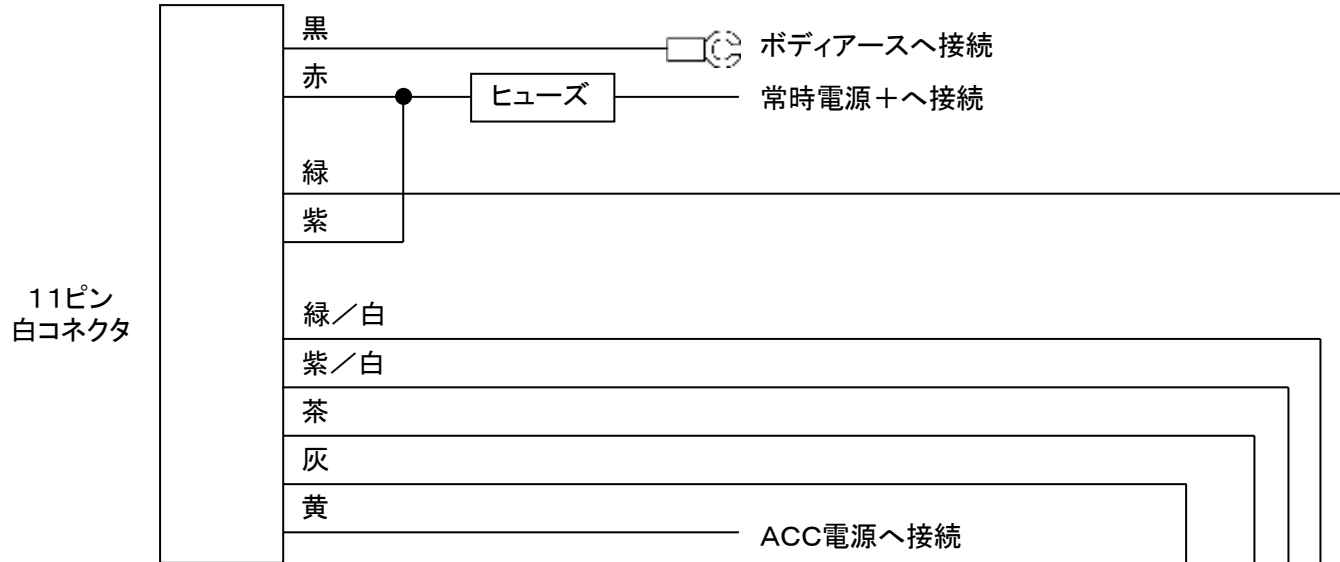 黒
ボディアースへ接続
赤
ヒューズ
常時電源＋へ接続
緑
紫
１１ピン
白コネクタ
緑／白
紫／白
茶
灰
黄
ＡＣＣ電源へ接続